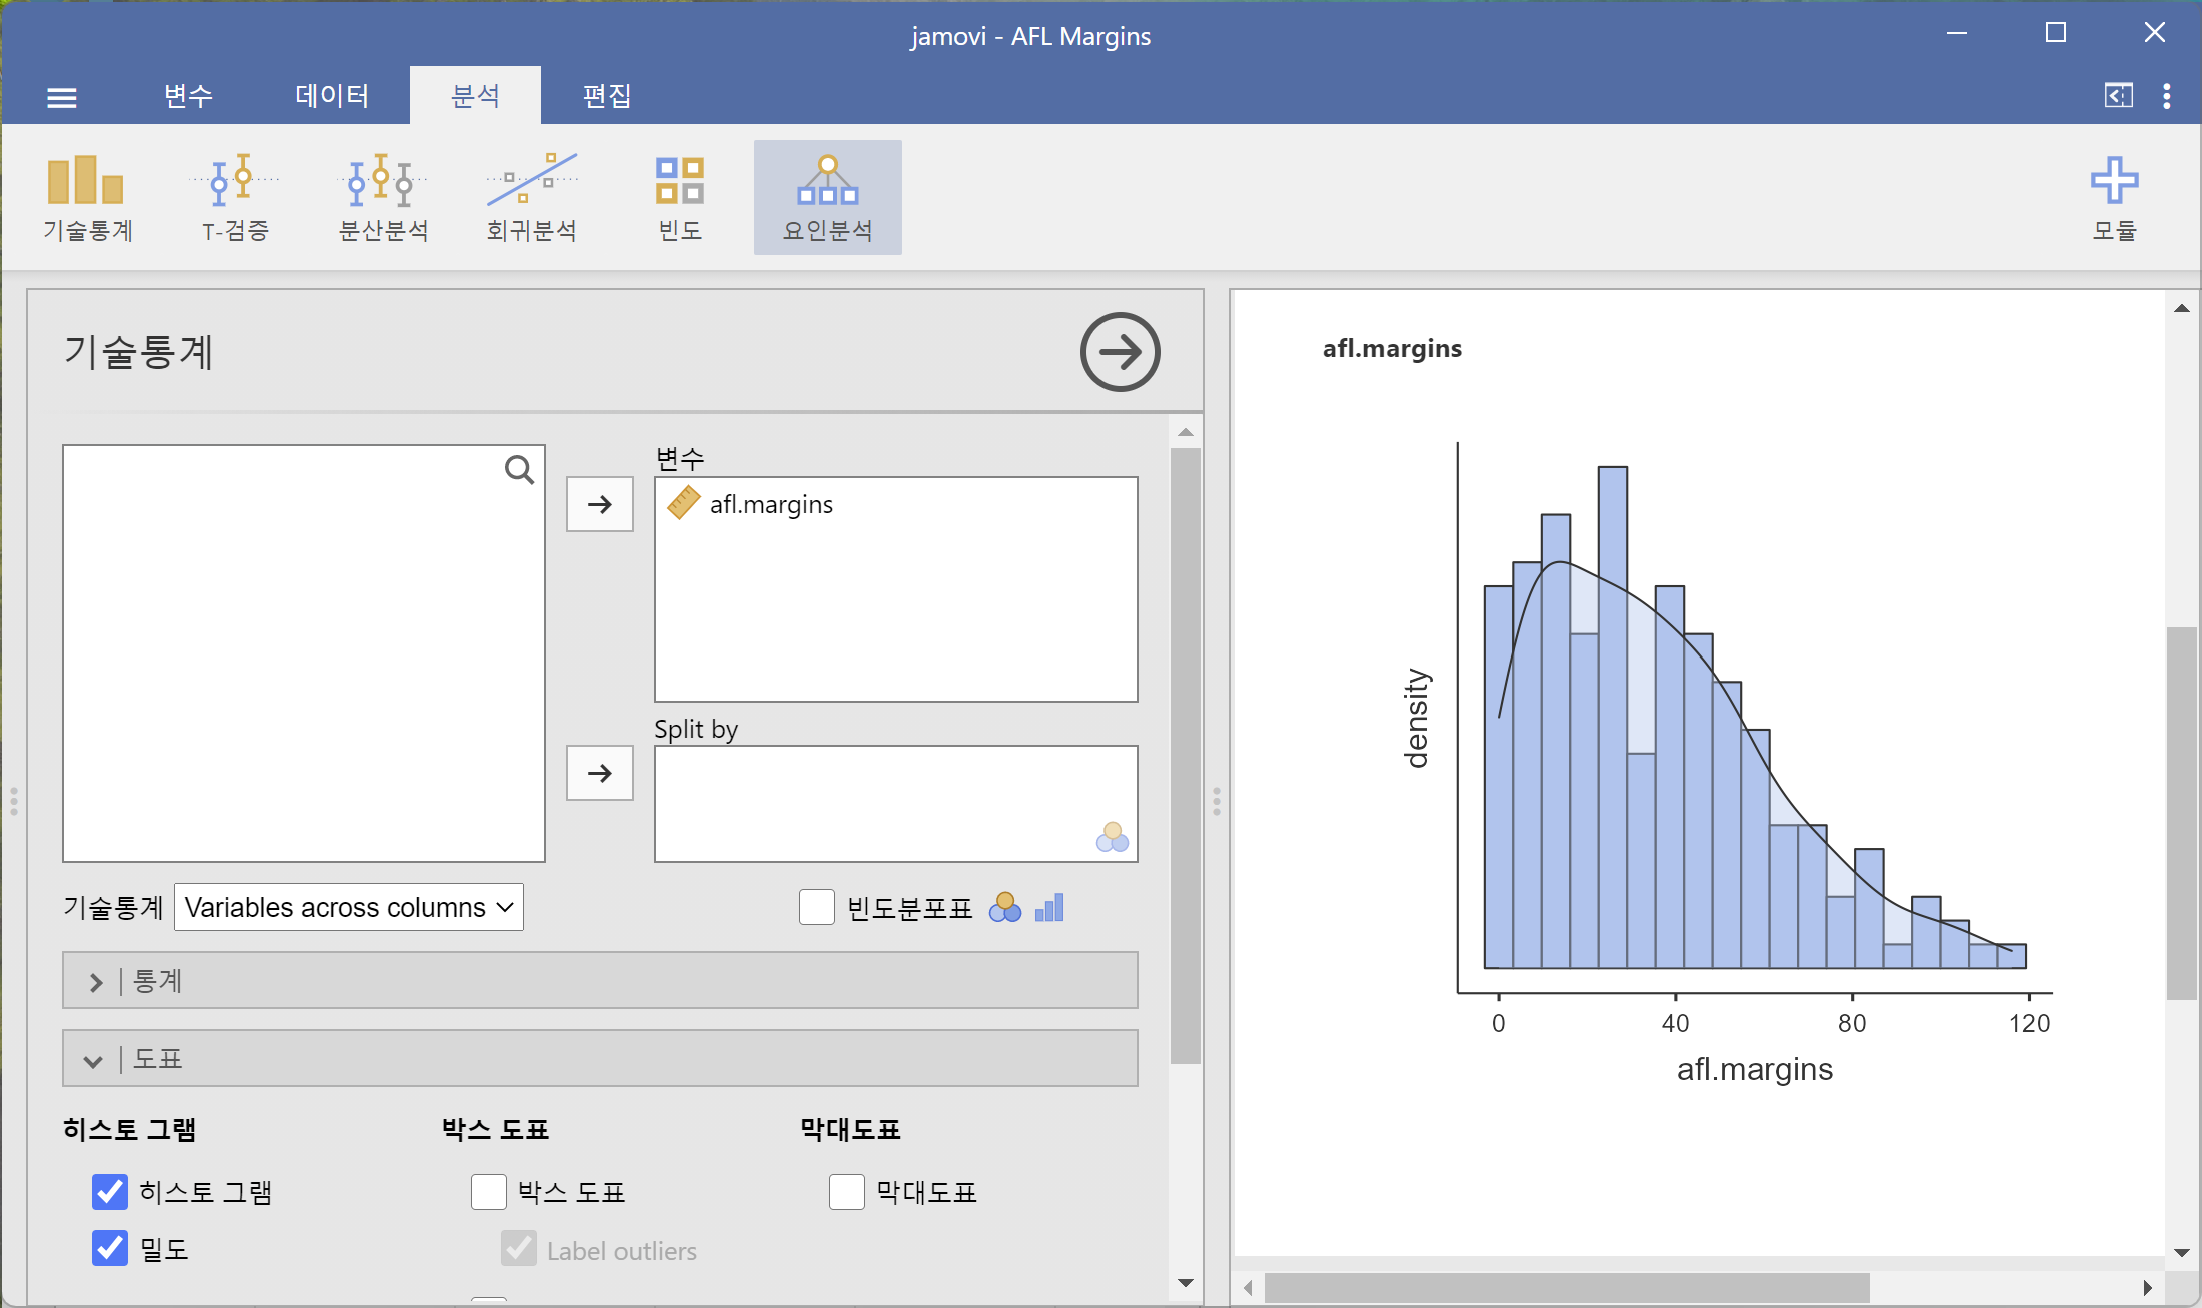 jamovi - AFL Margins
변수 데이터 분석 편집
기술통계 T-검증 분산분석 회귀분석 빈도 요인분석 모듈
기술통계
변수
afl.margins
Split by
기술통계 Variables across columns 빈도분포표
통계
도표
히스토 그램 박스 도표 막대도표
히스토 그램 박스 도표 막대도표
밀도 Label outliers
afl.margins
density
0 40 80 120
afl.margins